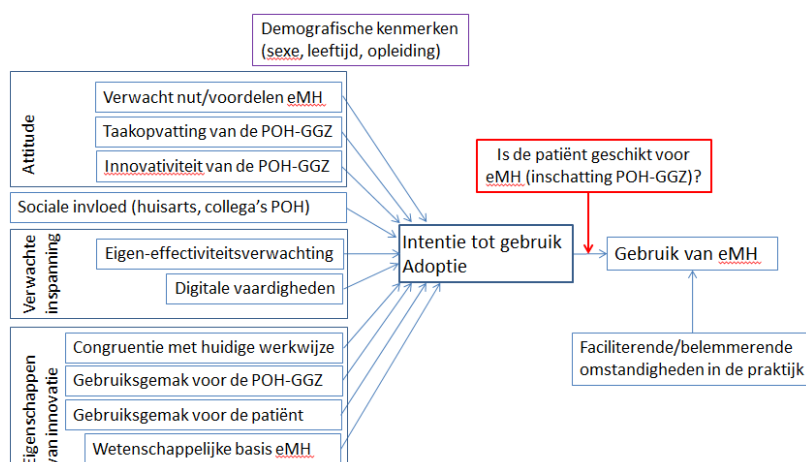 Demografische kenmerken
(sexe, leeftijd, opleiding)
Attitude
Verwacht nut/voordelen eMH
Taakopvatting van de POH-GGZ
Innovativiteit van de POH-GGZ
Sociale invloed (huisarts, collega's POH)
Verwachte
inspanning
Eigen-effectiviteitsverwachting
Digitale vaardigheden
Eigenschappen
van innovatie
Congruentie met huidige werkwijze
Gebruiksgemak voor de POH-GGZ
Gebruiksgemak voor de patiënt
Wetenschappelijke basis eMH
Intentie tot gebruik
Adoptie
Is de patiënt geschikt voor
eMH (inschatting POH-GGZ)?
Gebruik van eMH
Faciliterende/belemmerende
omstandigheden in de praktijk